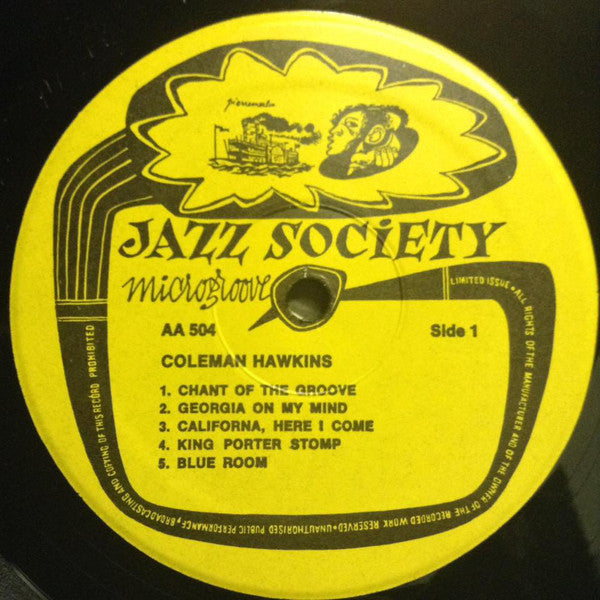 JAZZ SOCIETY
microgroove
AA 504
Side 1
COLEMAN HAWKINS
1. CHANT OF THE GROOVE
2. GEORGIA ON MY MIND
3. CALIFORNA, HERE I COME
4. KING PORTER STOMP
5. BLUE ROOM
LIMITED ISSUE • ALL RIGHTS OF THE MANUFACTURER AND OF THE OWNER OF THE RECORDED WORK RESERVED • UNAUTHORISED PUBLIC PERFORMANCE, BROADCASTING AND COPYING OF THIS RECORD PROHIBITED